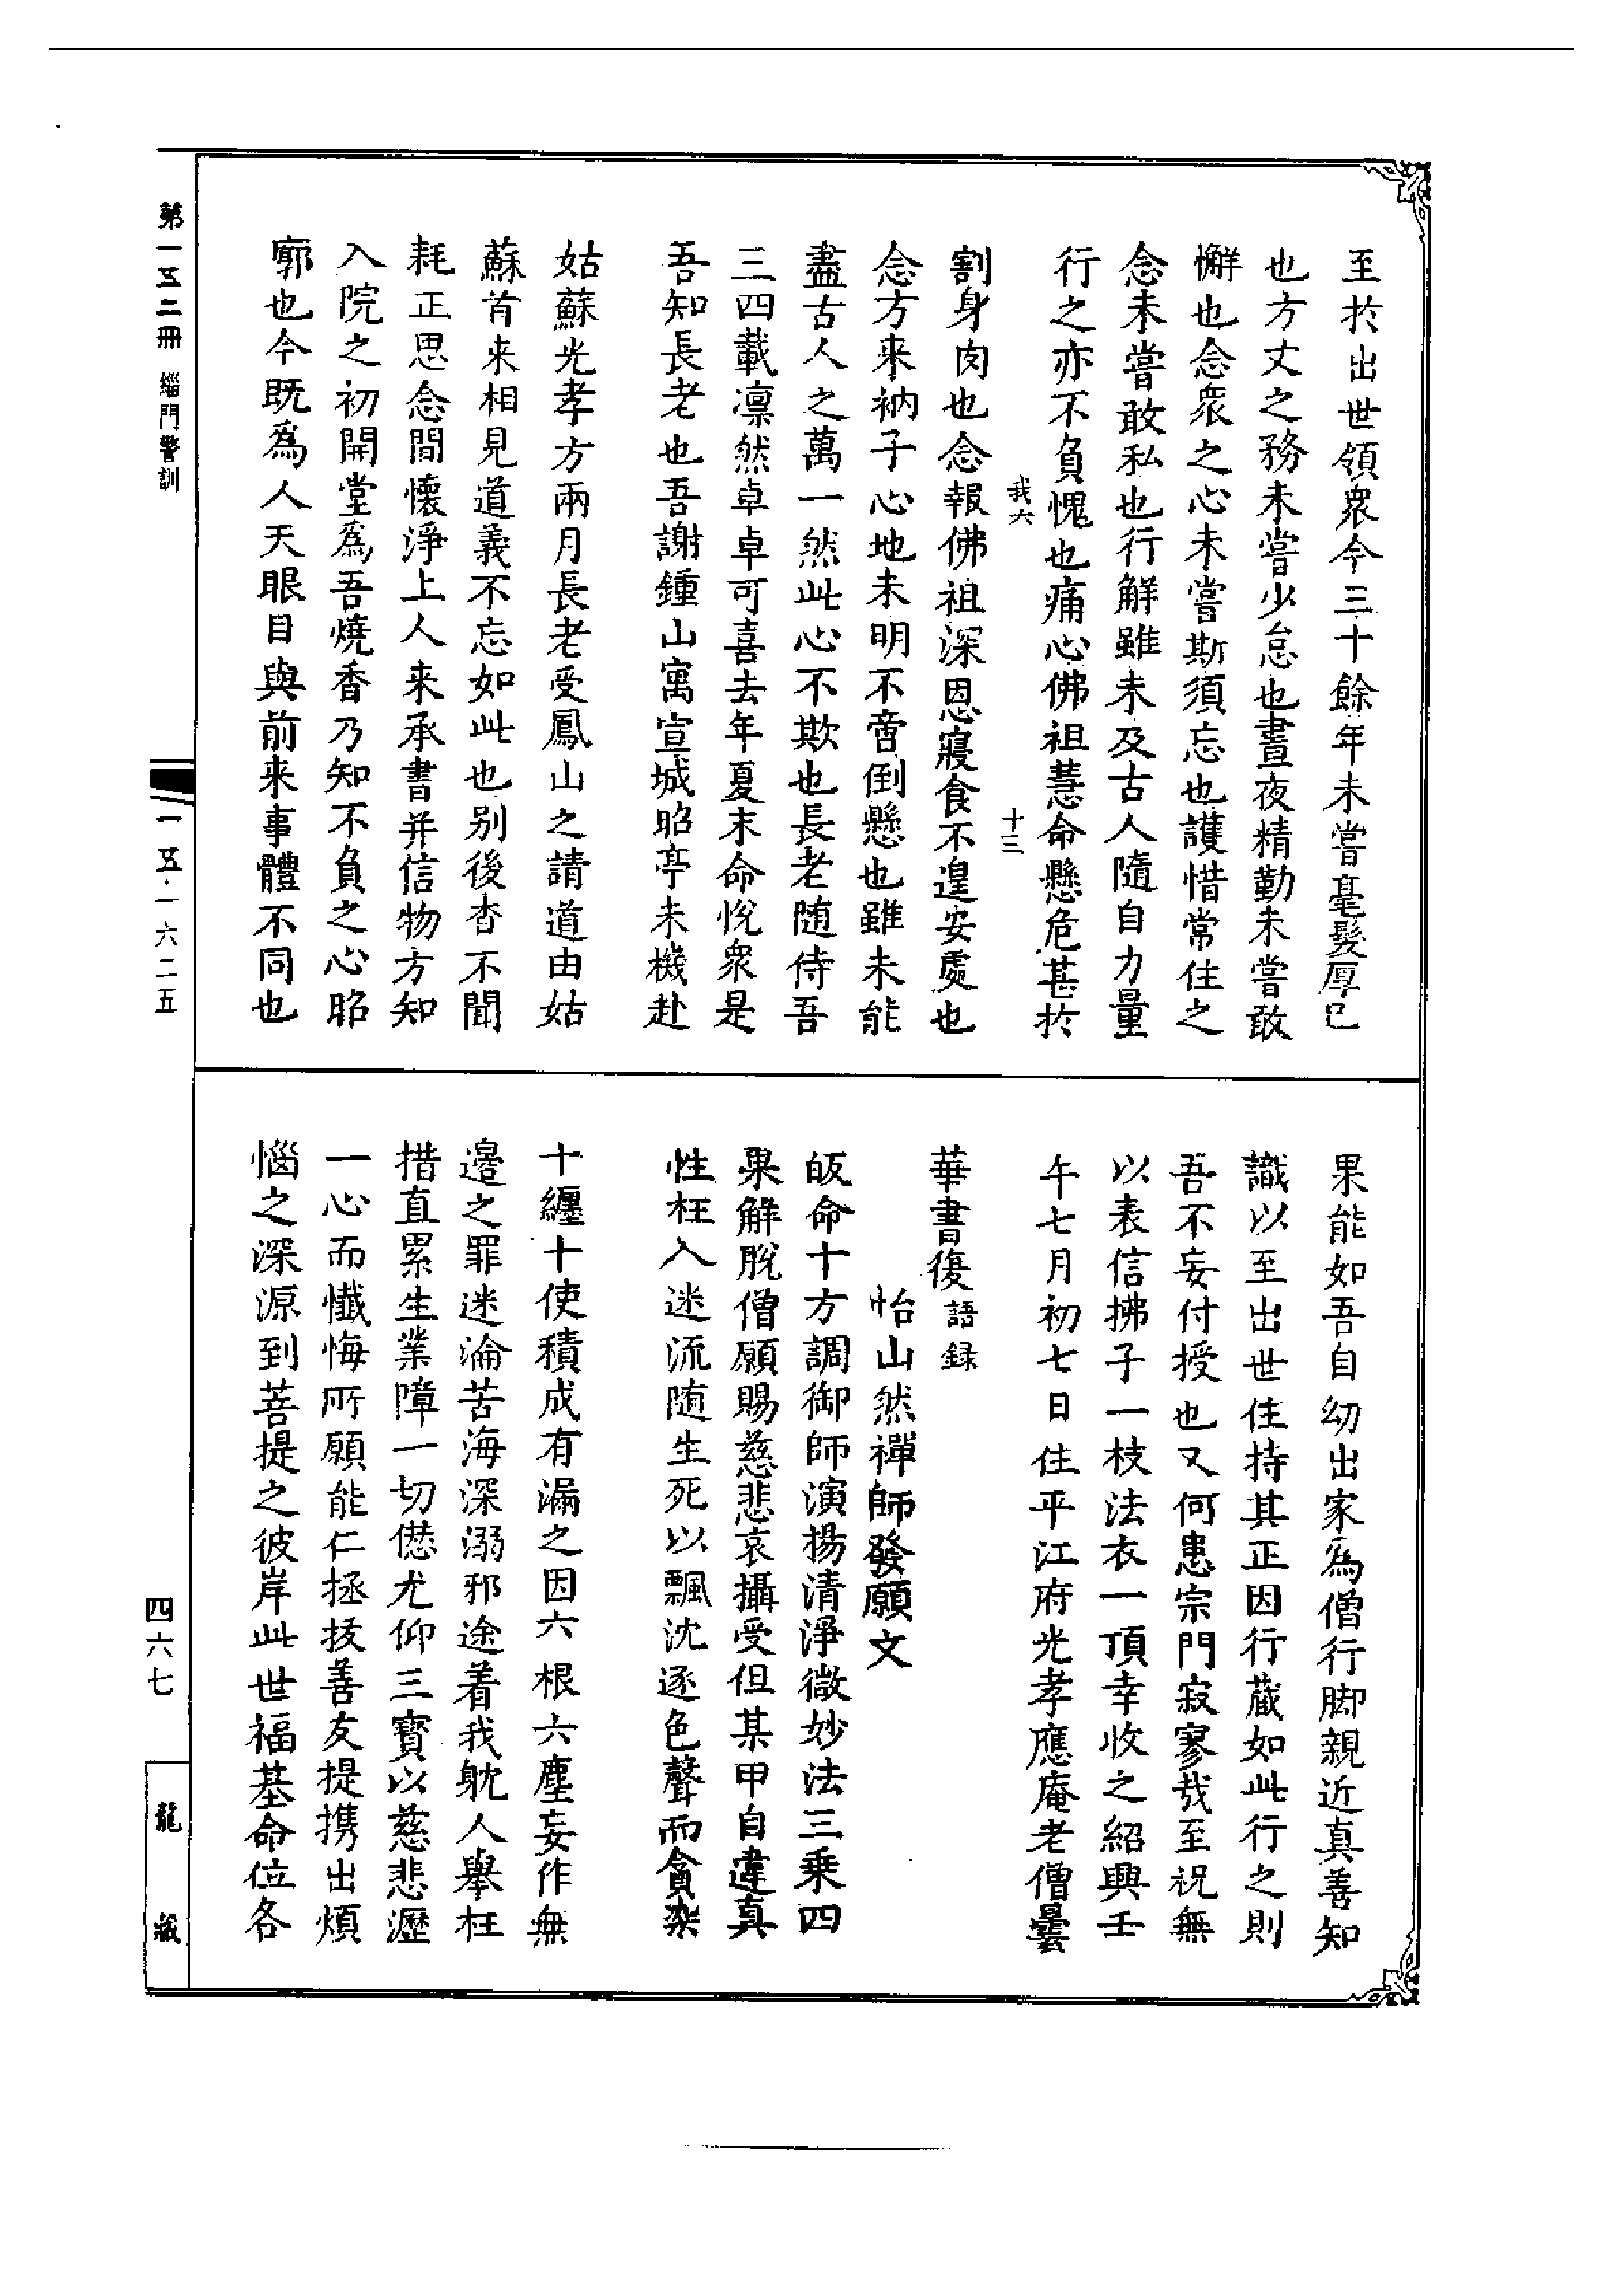 至於出世領衆今三十餘年未嘗毫髮厚已
也方丈之務未嘗少怠也晝夜精勤未嘗敢
懈也念衆之心未嘗斯須忘也護惜常住之
念未嘗敢私也行解雖未及古人隨自力量
行之亦不負愧也痛心佛祖慧命懸危甚於
我六 十三
割身肉也念報佛祖深恩寢食不遑安處也
念方来衲子心地未明不啻倒懸也雖未能
盡古人之萬一然此心不欺也長老随侍吾
三四載凛然卓卓可喜去年夏末命悅衆是
吾知長老也吾謝鍾山寓宣城昭亭未機赴
姑蘇光孝方兩月長老受鳳山之請道由姑
蘇首来相見道義不忘如此也别後杳不聞
耗正思念間懷淨上人来承書并信物方知
入院之初開堂爲吾燒香乃知不負之心昭
廓也今既爲人天眼目與前来事體不同也
果能如吾自幼出家爲僧行脚親近真善知
識以至出世住持其正因行藏如此行之則
吾不妄付授也又何患宗門寂寥哉至祝無
以表信拂子一枝法衣一頂幸收之紹興壬
午七月初七日住平江府光孝應庵老僧曇
華書復語録
怡山然禪師發願文
皈命十方調御師演揚清淨微妙法三乘四
果解脫僧願賜慈悲哀攝受但某甲自違真
性枉入迷流随生死以飄沈逐色聲而貪染
十纏十使積成有漏之因六根六塵妄作無
邊之罪迷淪苦海深溺邪途着我躭人舉枉
措直累生業障一切愆尤仰三寳以慈悲瀝
一心而懴悔所願能仁拯拔善友提攜出煩
惱之深源到菩提之彼岸此世福基命位各
第一五二冊 緇門警訓
一一五·一六二五
四六七
龍藏